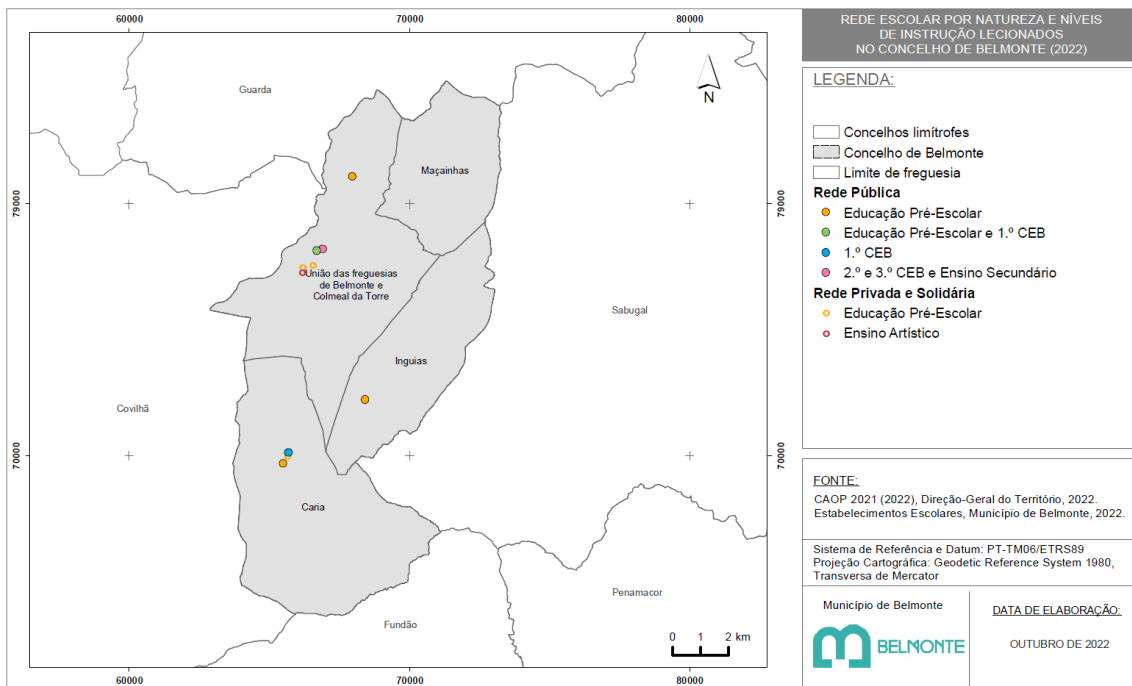 60000
70000
80000
79000
79000
70000
70000
60000
70000
80000
Guarda
N
Maçainhas
União das freguesias
de Belmonte e
Colmeal da Torre
Sabugal
Inguias
Covilhã
Caria
Penamacor
Fundão
0 1 2 km
REDE ESCOLAR POR NATUREZA E NÍVEIS
DE INSTRUÇÃO LECIONADOS
NO CONCELHO DE BELMONTE (2022)
LEGENDA:
Concelhos limítrofes
Concelho de Belmonte
Limite de freguesia
Rede Pública
Educação Pré-Escolar
Educação Pré-Escolar e 1.º CEB
1.º CEB
2.º e 3.º CEB e Ensino Secundário
Rede Privada e Solidária
Educação Pré-Escolar
Ensino Artístico
FONTE:
CAOP 2021 (2022), Direção-Geral do Território, 2022.
Estabelecimentos Escolares, Município de Belmonte, 2022.
Sistema de Referência e Datum: PT-TM06/ETRS89
Projeção Cartográfica: Geodetic Reference System 1980,
Transversa de Mercator
Município de Belmonte
BELMONTE
DATA DE ELABORAÇÃO:
OUTUBRO DE 2022